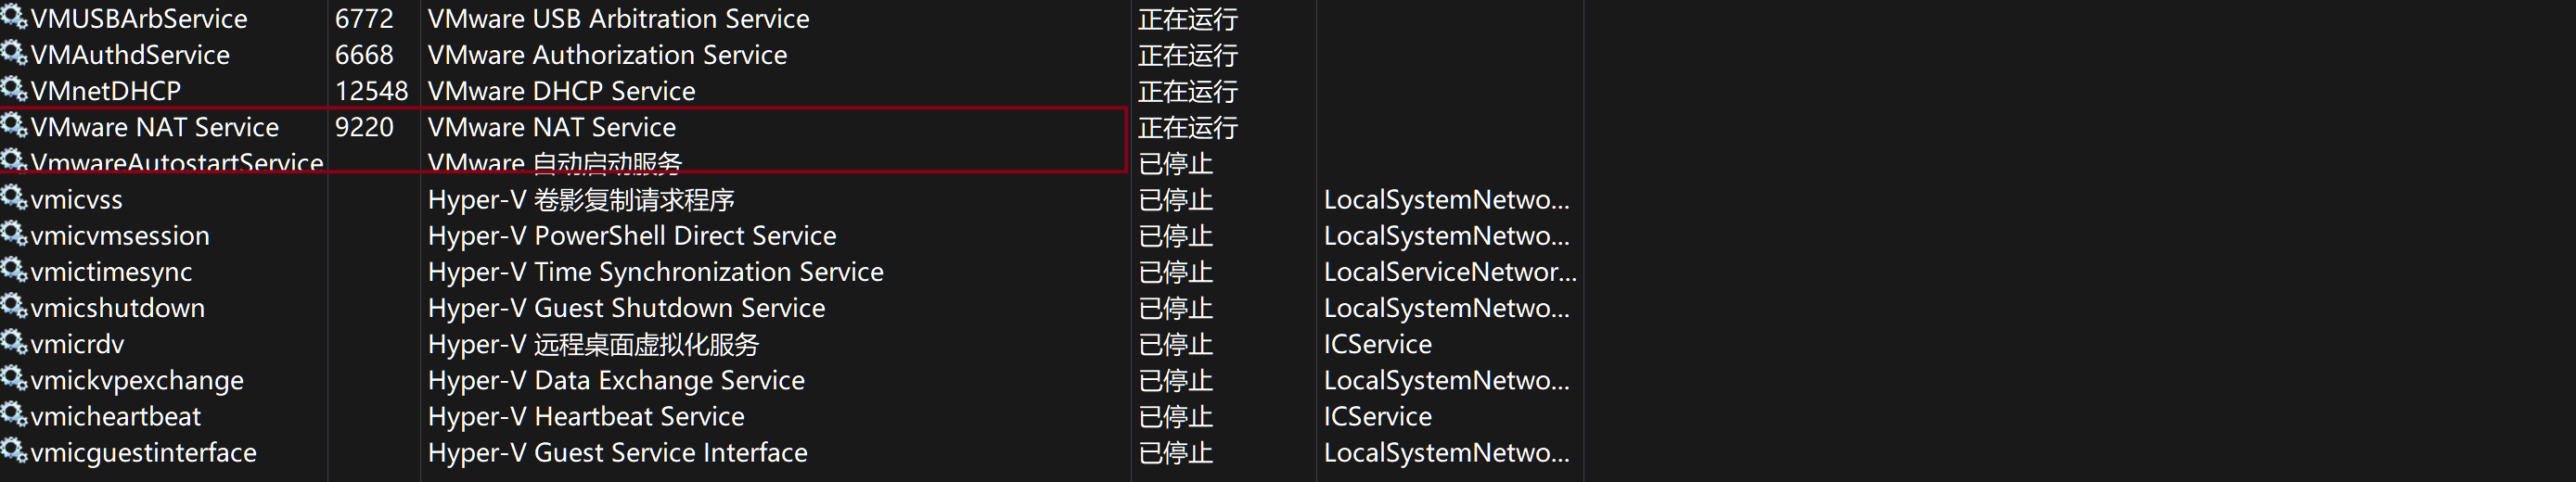 VMUSBArbService 6772 VMware USB Arbitration Service 正在运行
VMAuthdService 6668 VMware Authorization Service 正在运行
VMnetDHCP 12548 VMware DHCP Service 正在运行
VMware NAT Service 9220 VMware NAT Service 正在运行
VmwareAutostartService VMware 自动启动服务 已停止
vmicvss Hyper-V 卷影复制请求程序 已停止 LocalSystemNetwo...
vmicvmsession Hyper-V PowerShell Direct Service 已停止 LocalSystemNetwo...
vmictimesync Hyper-V Time Synchronization Service 已停止 LocalServiceNetwor...
vmicshutdown Hyper-V Guest Shutdown Service 已停止 LocalSystemNetwo...
vmicrdv Hyper-V 远程桌面虚拟化服务 已停止 ICService
vmickvpexchange Hyper-V Data Exchange Service 已停止 LocalSystemNetwo...
vmicheartbeat Hyper-V Heartbeat Service 已停止 ICService
vmicguestinterface Hyper-V Guest Service Interface 已停止 LocalSystemNetwo...